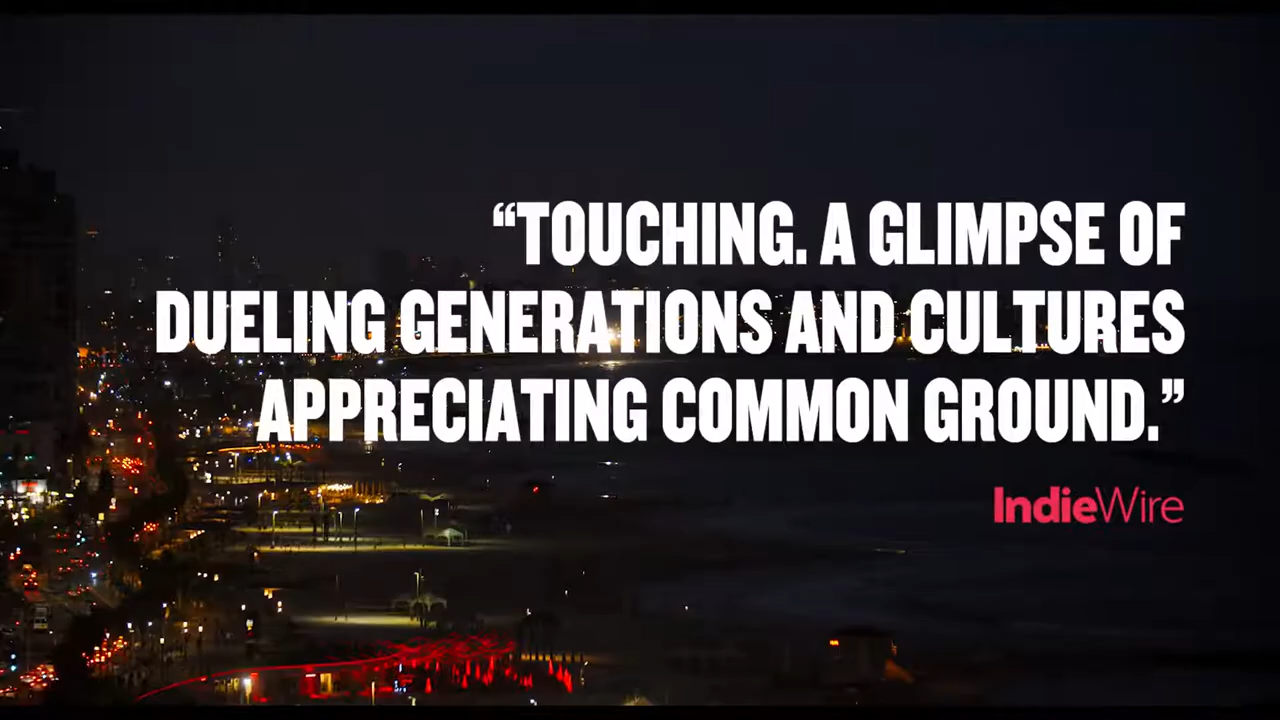 “TOUCHING. A GLIMPSE OF
DUELING GENERATIONS AND CULTURES
APPRECIATING COMMON GROUND.”
IndieWire